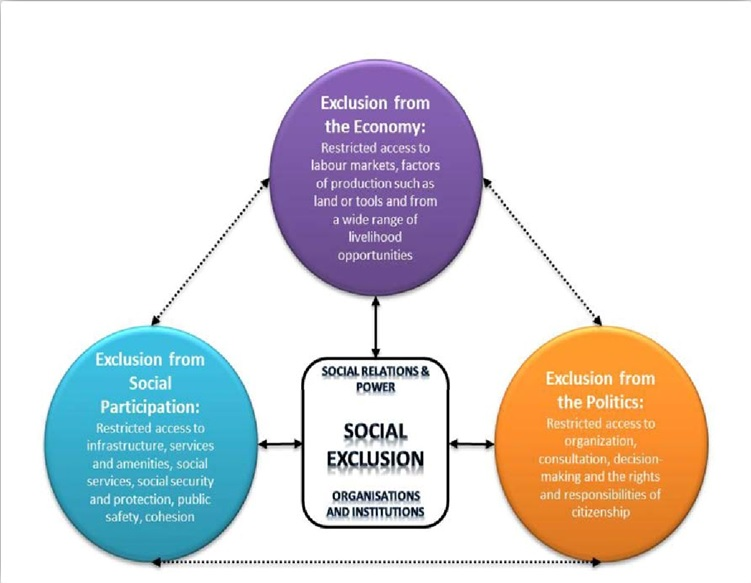 Exclusion from
the Economy:
Restricted access to
labour markets, factors
of production such as
land or tools and from
a wide range of
livelihood
opportunities
Exclusion from
Social
Participation:
Restricted access to
infrastructure, services
and amenities, social
services, social security
and protection, public
safety, cohesion
SOCIAL RELATIONS &
POWER
SOCIAL
EXCLUSION
ORGANISATIONS
AND INSTITUTIONS
Exclusion from
the Politics:
Restricted access to
organization,
consultation, decision-
making and the rights
and responsibilities of
citizenship